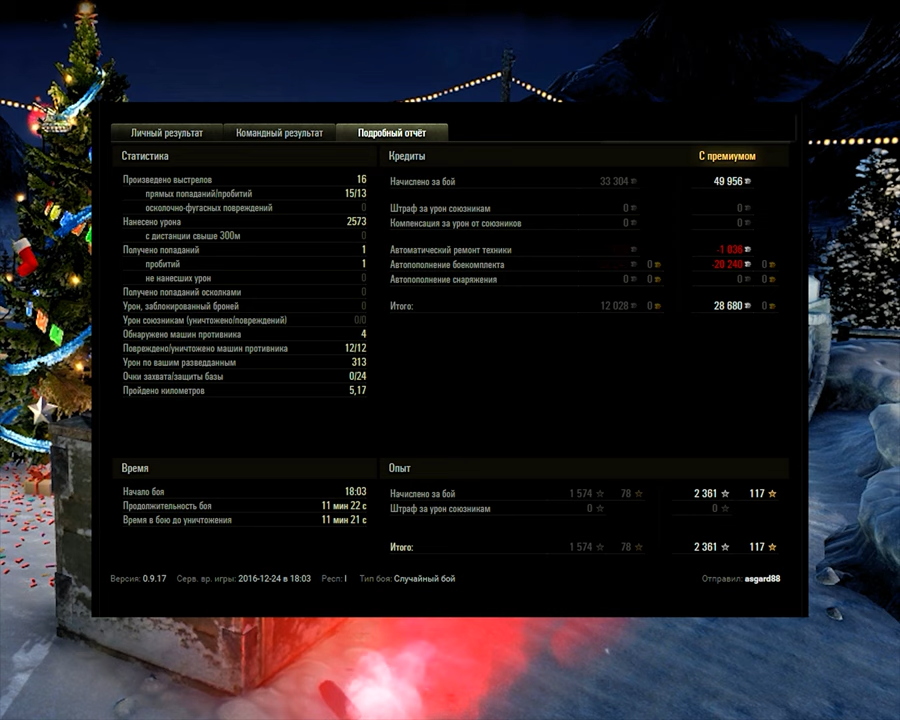 Личный результат Командный результат Подробный отчёт
Статистика
Произведено выстрелов 16
прямых попаданий/пробитий 15/13
осколочно-фугасных повреждений 0
Нанесено урона 2573
с дистанции свыше 300м 0
Получено попаданий 1
пробитий 1
не нанесших урон 0
Получено попаданий осколками 0
Урон, заблокированный броней 0
Урон союзникам (уничтожено/повреждений) 0/0
Обнаружено машин противника 4
Повреждено/уничтожено машин противника 12/12
Урон по вашим разведданным 313
Очки захвата/защиты базы 0/24
Пройдено километров 5,17
Кредиты С премиумом
Начислено за бой 33 304 49 956
Штраф за урон союзникам 0 0
Компенсация за урон от союзников 0 0
Автоматический ремонт техники -1 036
Автопополнение боекомплекта 0 -20 240 0
Автопополнение снаряжения 0 0 0 0
Итого: 12 028 0 28 680 0
Время
Начало боя 18:03
Продолжительность боя 11 мин 22 с
Время в бою до уничтожения 11 мин 21 с
Опыт
Начислено за бой 1 574 78 2 361 117
Штраф за урон союзникам 0 0
Итого: 1 574 78 2 361 117
Версия: 0.9.17 Серв. вр. игры: 2016-12-24 в 18:03 Респ: I Тип боя: Случайный бой Отправил: asgard88